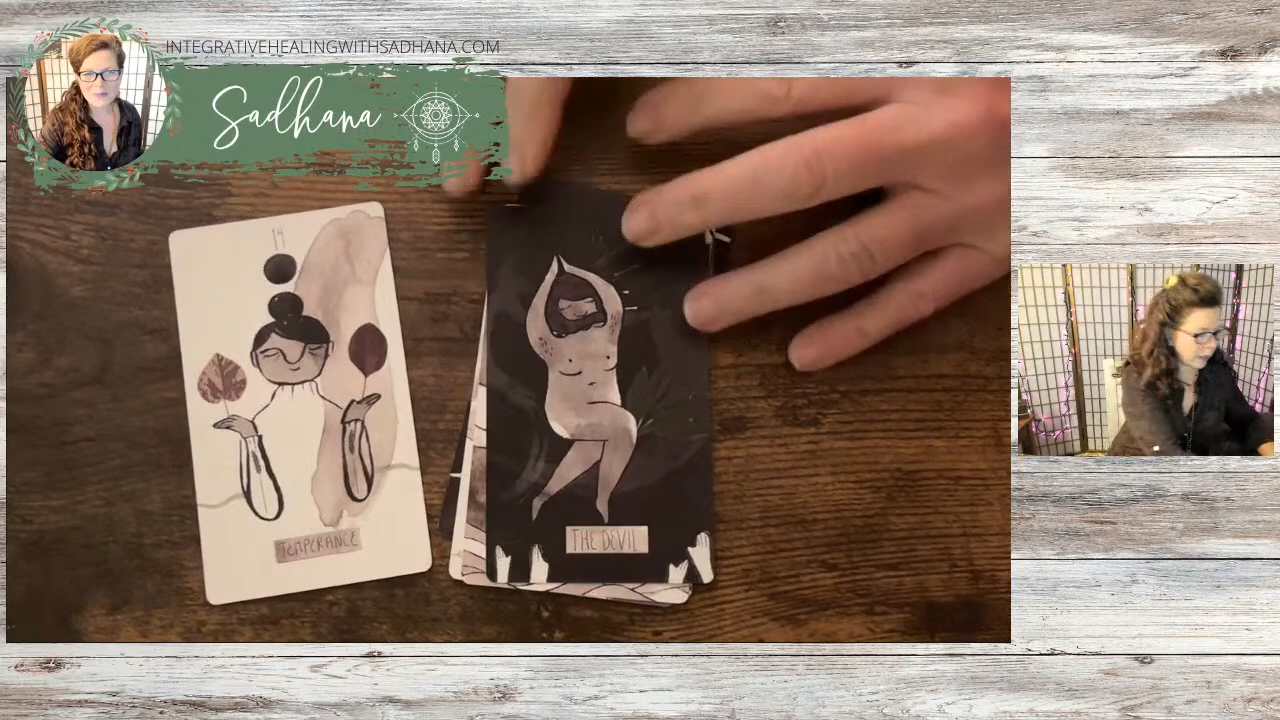 INTEGRATIVEHEALINGWITHSADHANA.COM
Sadhana
14
TEMPERANCE
THE DEVIL